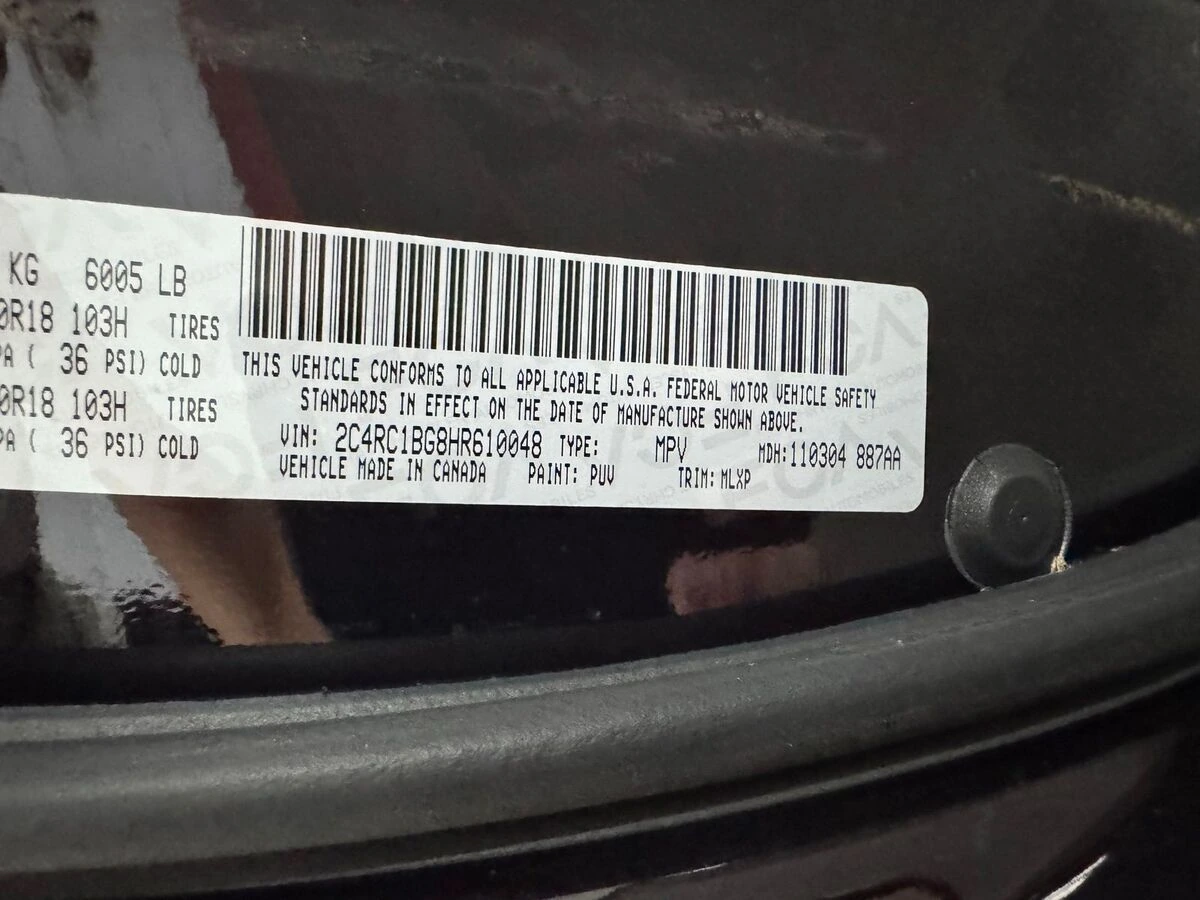 KG 6005 LB
0R18 103H TIRES
PA ( 36 PSI) COLD
0R18 103H TIRES
PA ( 36 PSI) COLD
THIS VEHICLE CONFORMS TO ALL APPLICABLE U.S.A. FEDERAL MOTOR VEHICLE SAFETY
STANDARDS IN EFFECT ON THE DATE OF MANUFACTURE SHOWN ABOVE.
VIN: 2C4RC1BG8HR610048 TYPE: MPV MDH:110304 887AA
VEHICLE MADE IN CANADA PAINT: PUV TRIM: MLXP